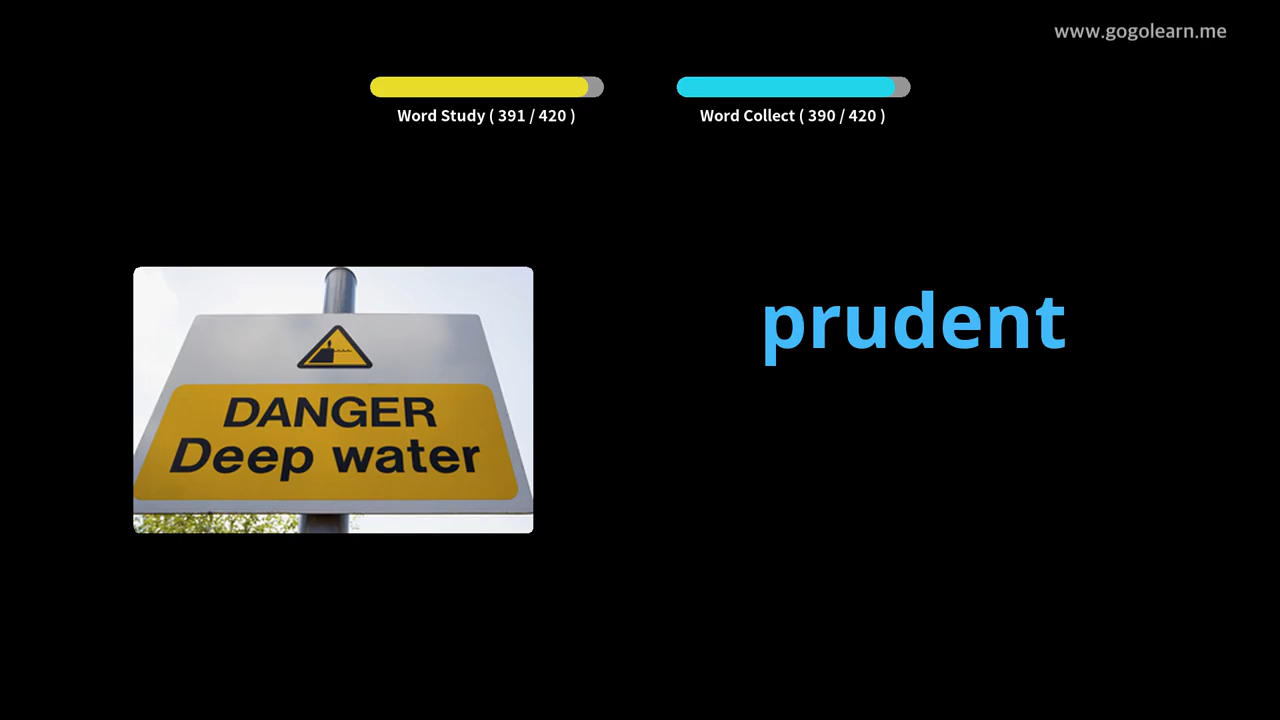 www.gogolearn.me
Word Study ( 391 / 420 )
Word Collect ( 390 / 420 )
prudent
DANGER
Deep water